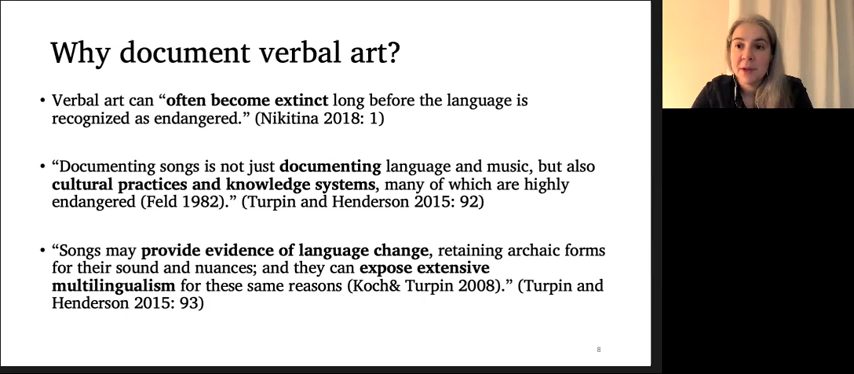 Why document verbal art?
• Verbal art can “often become extinct long before the language is
recognized as endangered.” (Nikitina 2018: 1)
• “Documenting songs is not just documenting language and music, but also
cultural practices and knowledge systems, many of which are highly
endangered (Feld 1982).” (Turpin and Henderson 2015: 92)
• “Songs may provide evidence of language change, retaining archaic forms
for their sound and nuances; and they can expose extensive
multilingualism for these same reasons (Koch& Turpin 2008).” (Turpin and
Henderson 2015: 93)
8